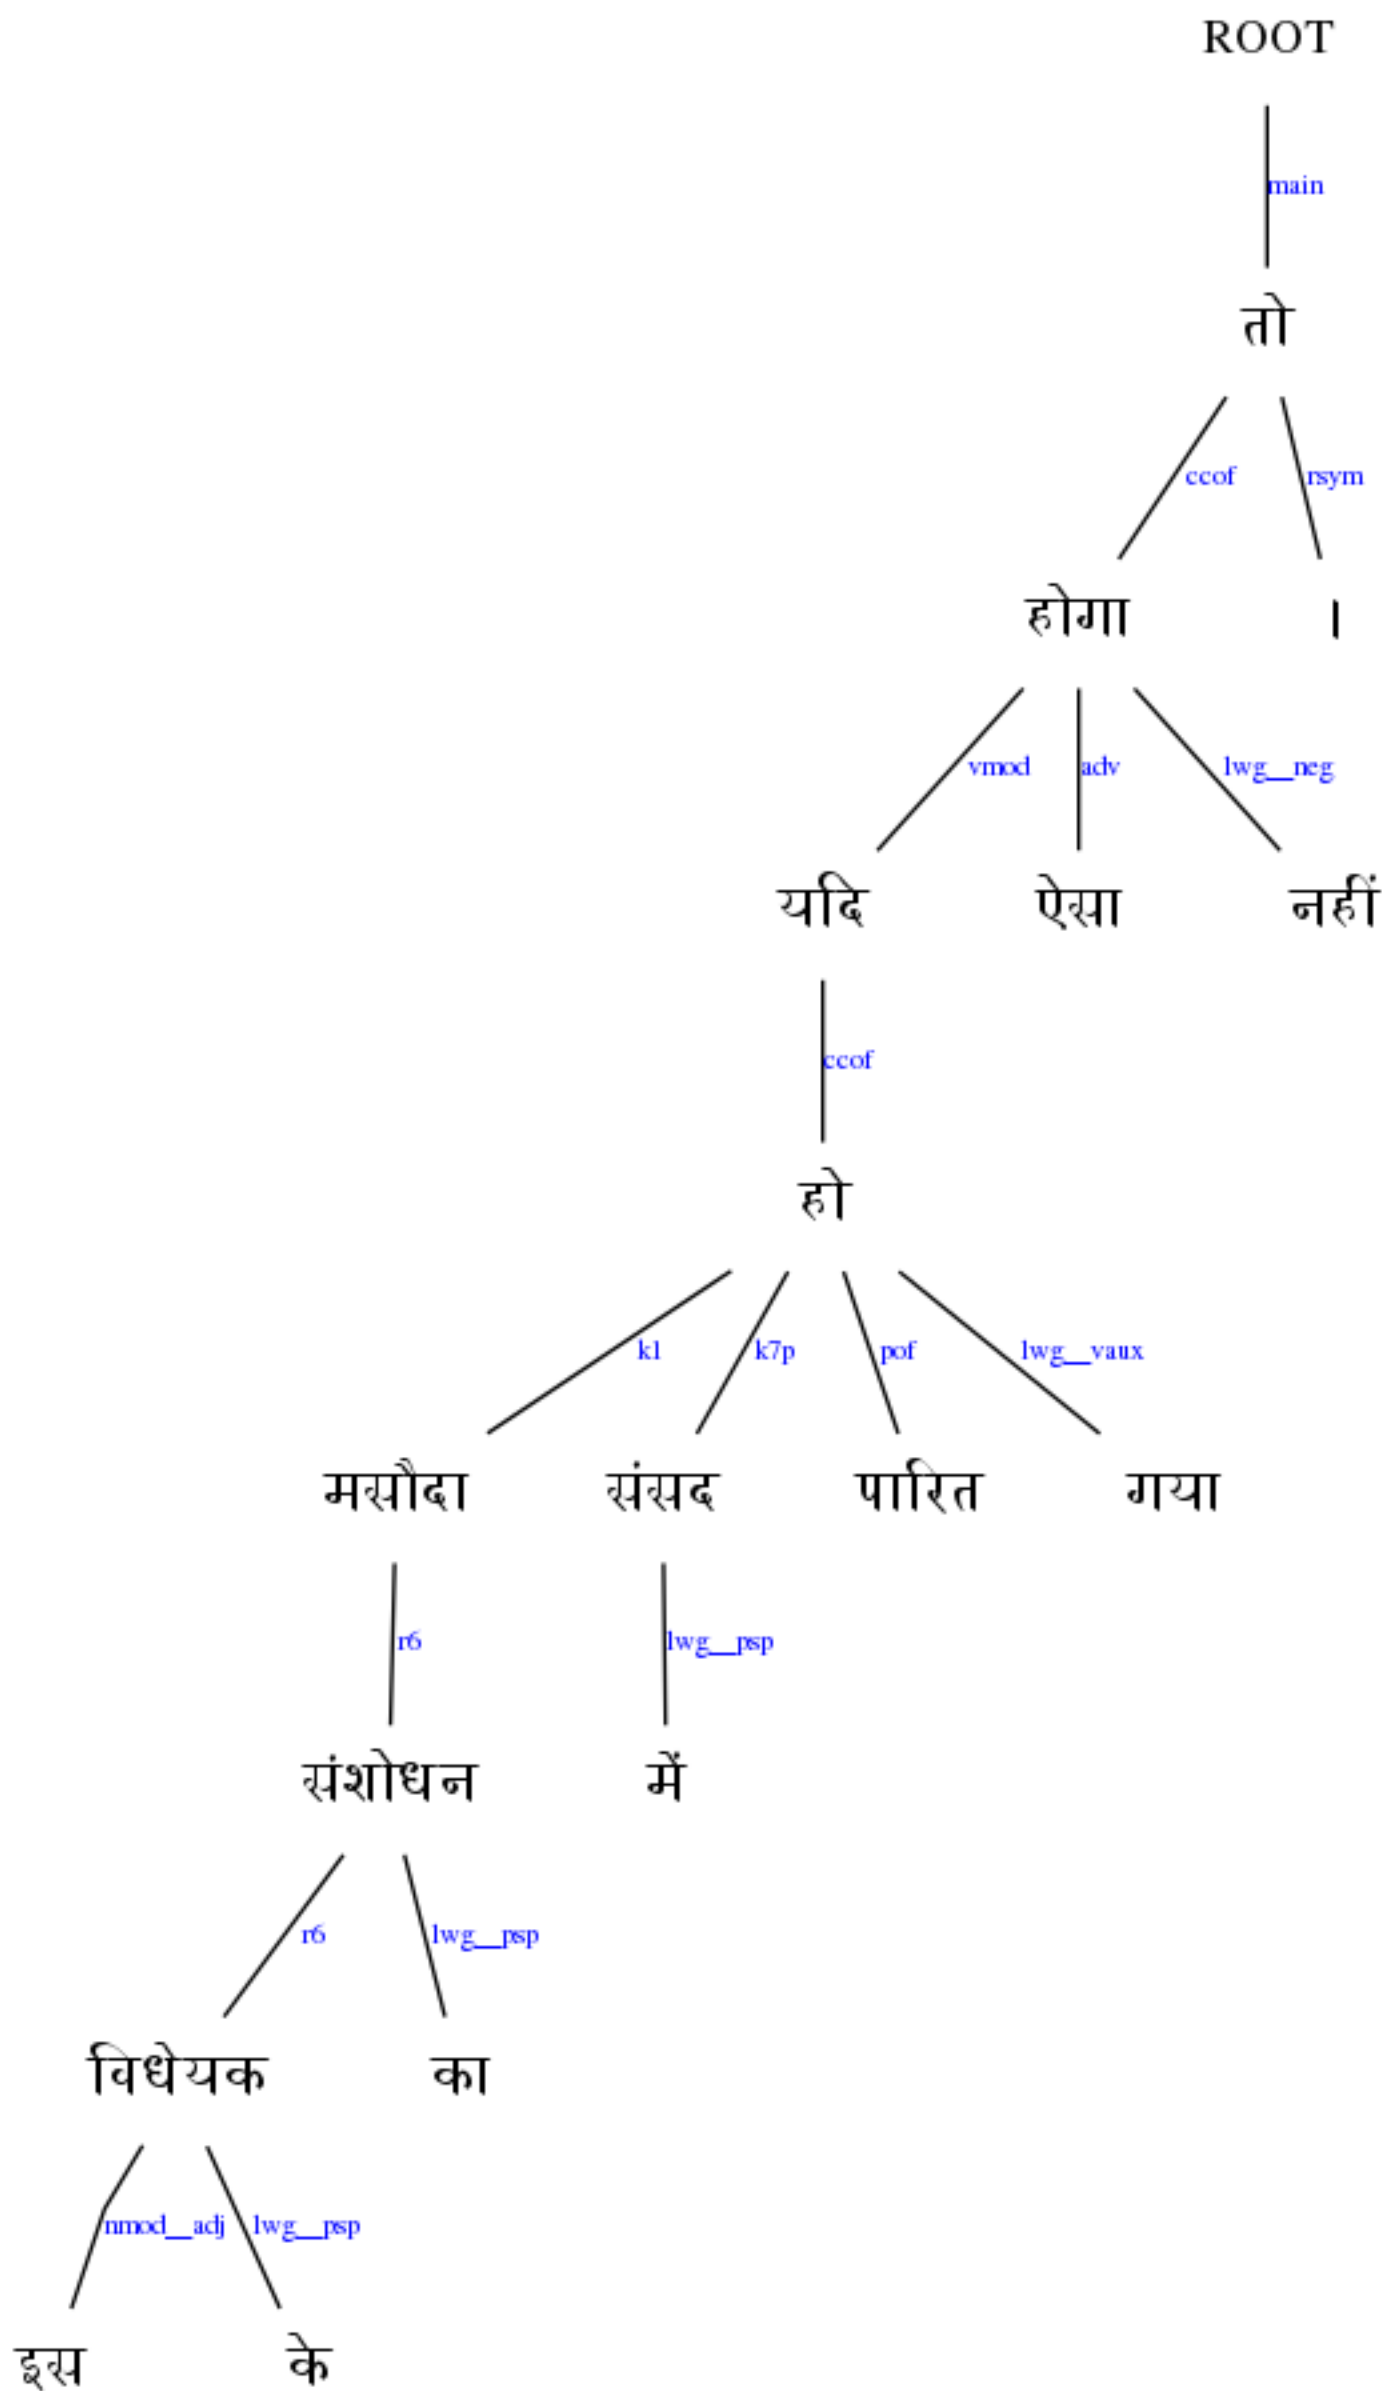 ROOT
main
तो
ccof rsym
होगा ।
vmod adv lwg__neg
यदि ऐसा नहीं
ccof
हो
k1 k7p pof lwg__vaux
मसौदा संसद पारित गया
r6 lwg__psp
संशोधन में
r6 lwg__psp
विधेयक का
nmod__adj lwg__psp
इस के